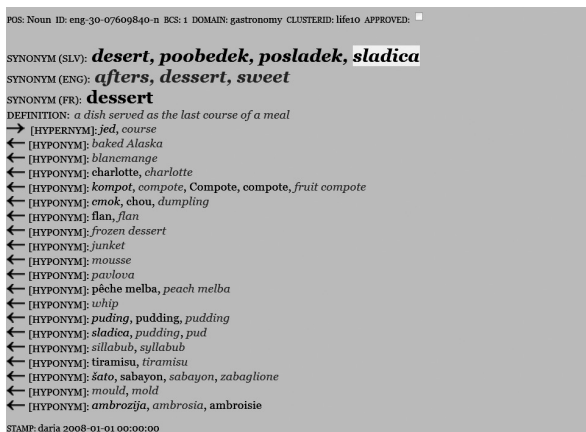 POS: Noun ID: eng-30-07609840-n BCS: 1 DOMAIN: gastronomy CLUSTERID: life10 APPROVED:
SYNONYM (SLV): desert, poobedek, posladek, sladica
SYNONYM (ENG): afters, dessert, sweet
SYNONYM (FR): dessert
DEFINITION: a dish served as the last course of a meal
→ [HYPERNYM]: jed, course
← [HYPONYM]: baked Alaska
← [HYPONYM]: blancmange
← [HYPONYM]: charlotte, charlotte
← [HYPONYM]: kompot, compote, Compote, compote, fruit compote
← [HYPONYM]: cmok, chou, dumpling
← [HYPONYM]: flan, flan
← [HYPONYM]: frozen dessert
← [HYPONYM]: junket
← [HYPONYM]: mousse
← [HYPONYM]: pavlova
← [HYPONYM]: pêche melba, peach melba
← [HYPONYM]: whip
← [HYPONYM]: puding, pudding, pudding
← [HYPONYM]: sladica, pudding, pud
← [HYPONYM]: sillabub, syllabub
← [HYPONYM]: tiramisu, tiramisu
← [HYPONYM]: šato, sabayon, sabayon, zabaglione
← [HYPONYM]: mould, mold
← [HYPONYM]: ambrozija, ambrosia, ambroisie
STAMP: darja 2008-01-01 00:00:00